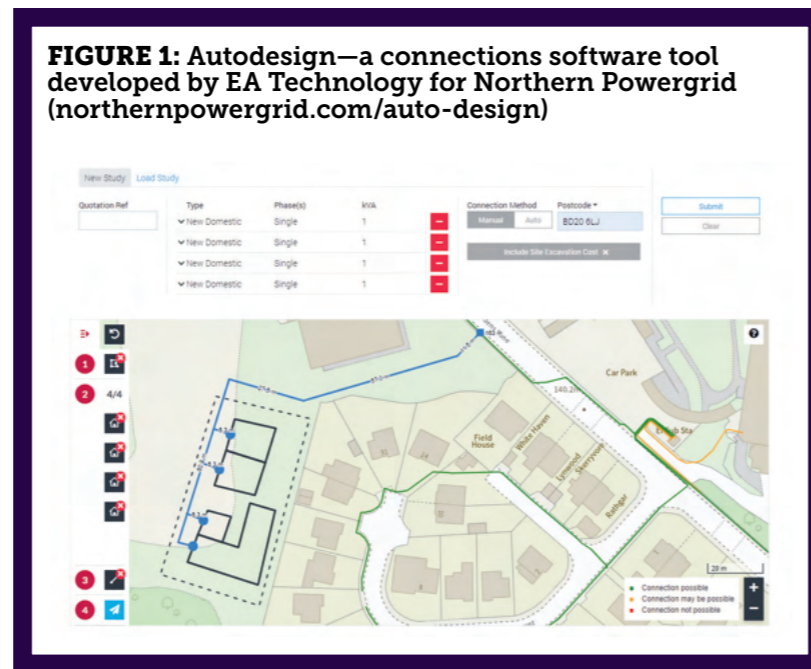 FIGURE 1: Autodesign—a connections software tool
developed by EA Technology for Northern Powergrid
(northernpowergrid.com/auto-design)
New Study Load Study
Quotation Ref Type Phase(s) kVA Connection Method Postcode Submit
New Domestic Single 1 Manual Auto BD20 6LJ Clear
New Domestic Single 1
Include Site Excavation Cost ×
New Domestic Single 1
New Domestic Single 1
1
2 4/4
3
4
Car Park
Field
House
White Haven
Lynwood
Skerryvore
Rathgar
Sub Sta
20 m
Connection possible
Connection may be possible
Connection not possible